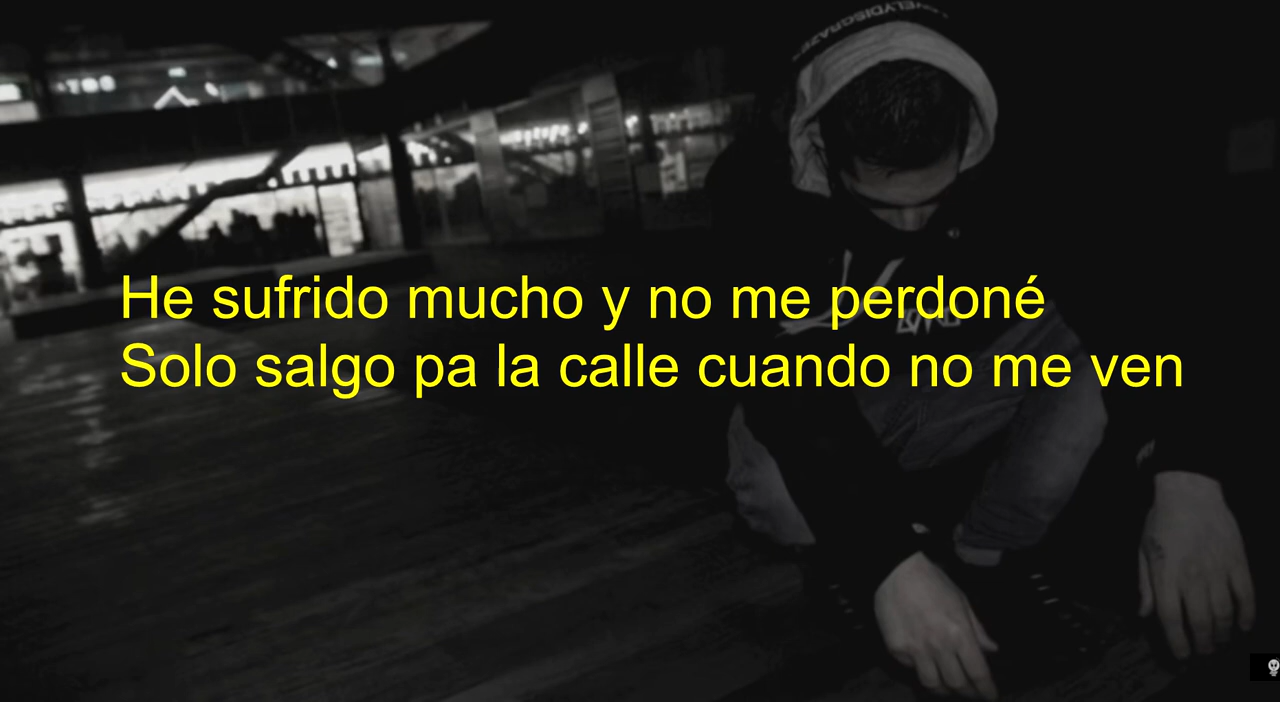 He sufrido mucho y no me perdoné
Solo salgo pa la calle cuando no me ven